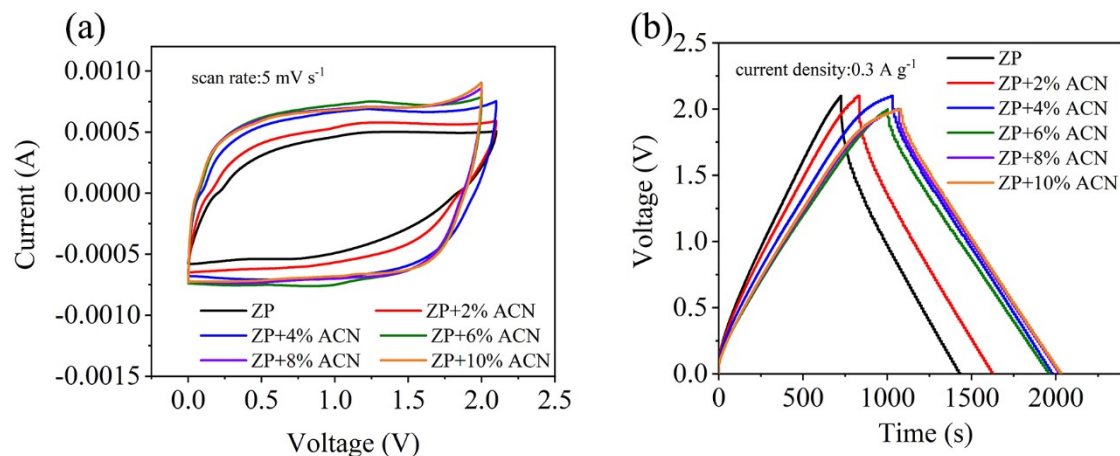 (a)
scan rate:5 mV s⁻¹
Current (A)
0.0010
0.0005
0.0000
-0.0005
-0.0010
-0.0015
ZP
ZP+2% ACN
ZP+4% ACN
ZP+6% ACN
ZP+8% ACN
ZP+10% ACN
0.0 0.5 1.0 1.5 2.0 2.5
Voltage (V)
(b)
current density:0.3 A g⁻¹
ZP
ZP+2% ACN
ZP+4% ACN
ZP+6% ACN
ZP+8% ACN
ZP+10% ACN
Voltage (V)
2.5
2.0
1.5
1.0
0.5
0.0
0 500 1000 1500 2000
Time (s)